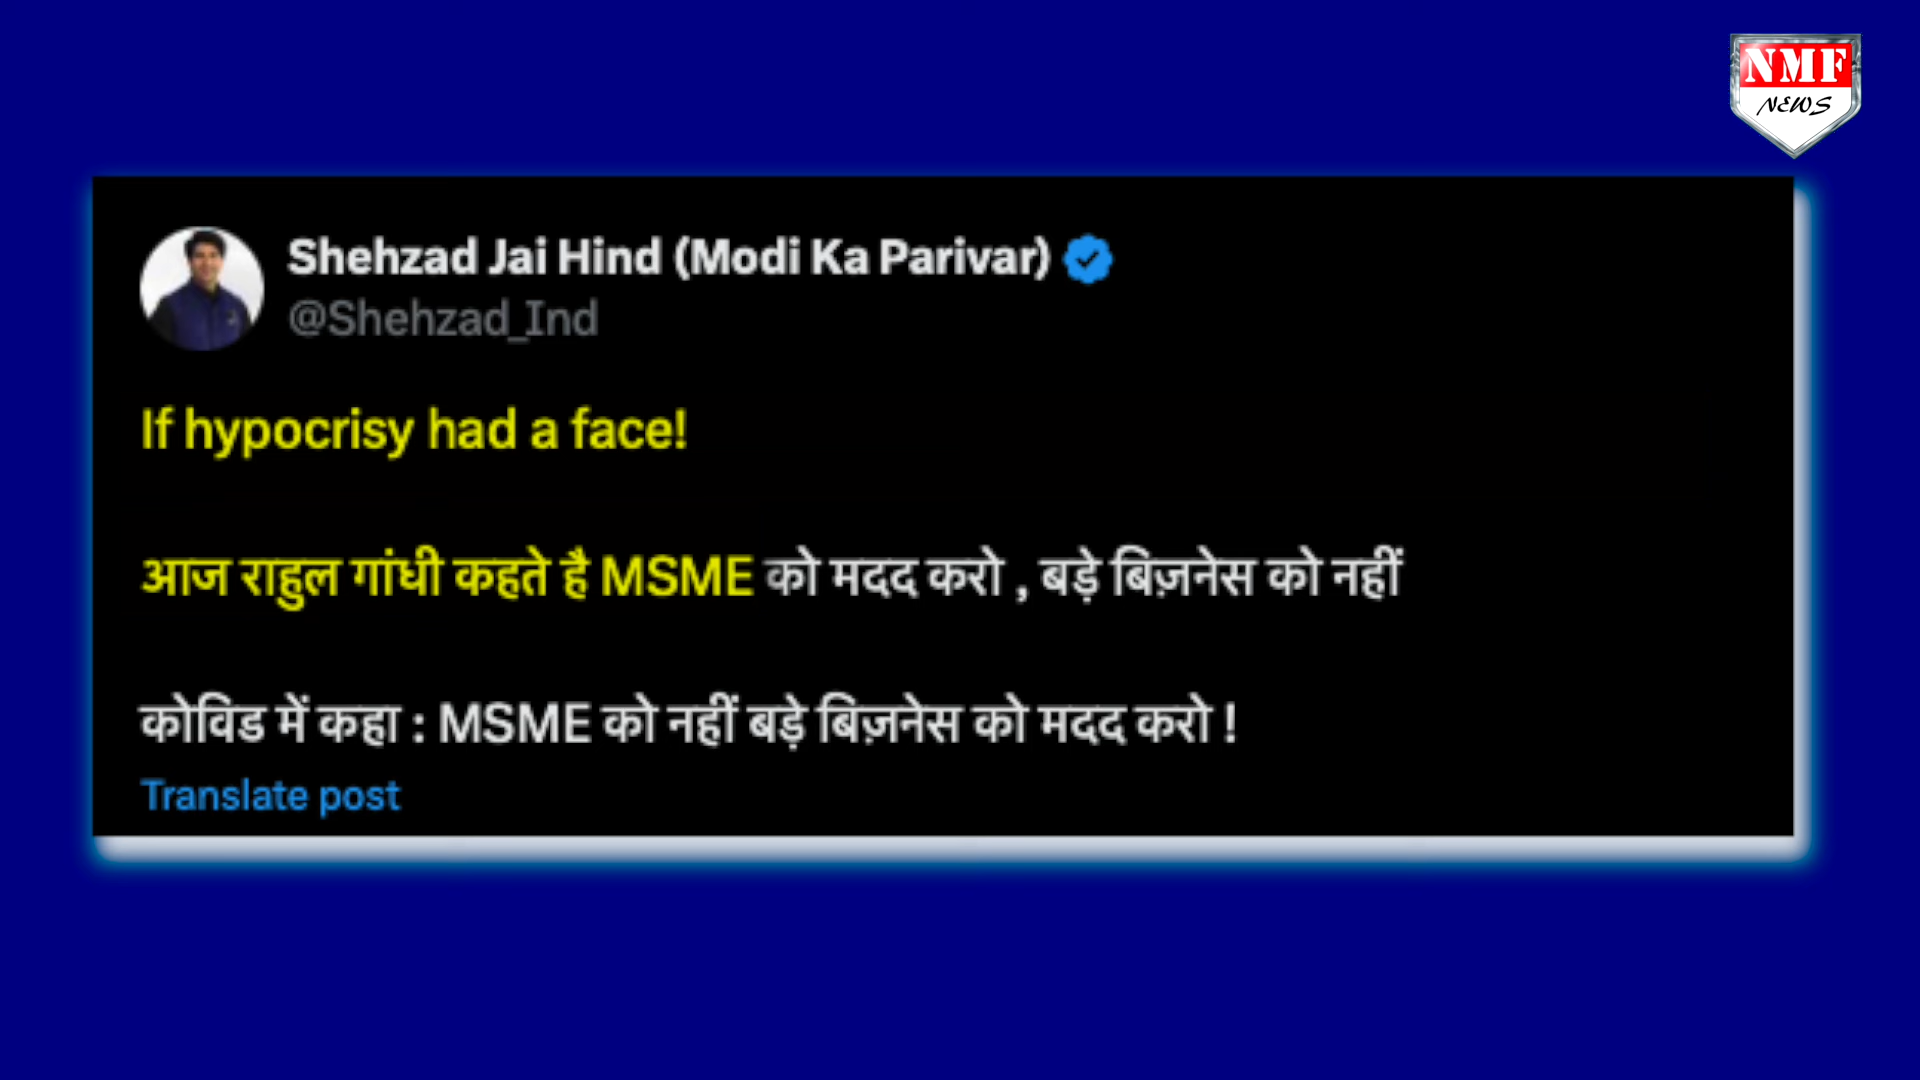 NMF
NEWS
Shehzad Jai Hind (Modi Ka Parivar)
@Shehzad_Ind
If hypocrisy had a face!
आज राहुल गांधी कहते है MSME को मदद करो , बड़े बिज़नेस को नहीं
कोविड में कहा : MSME को नहीं बड़े बिज़नेस को मदद करो !
Translate post